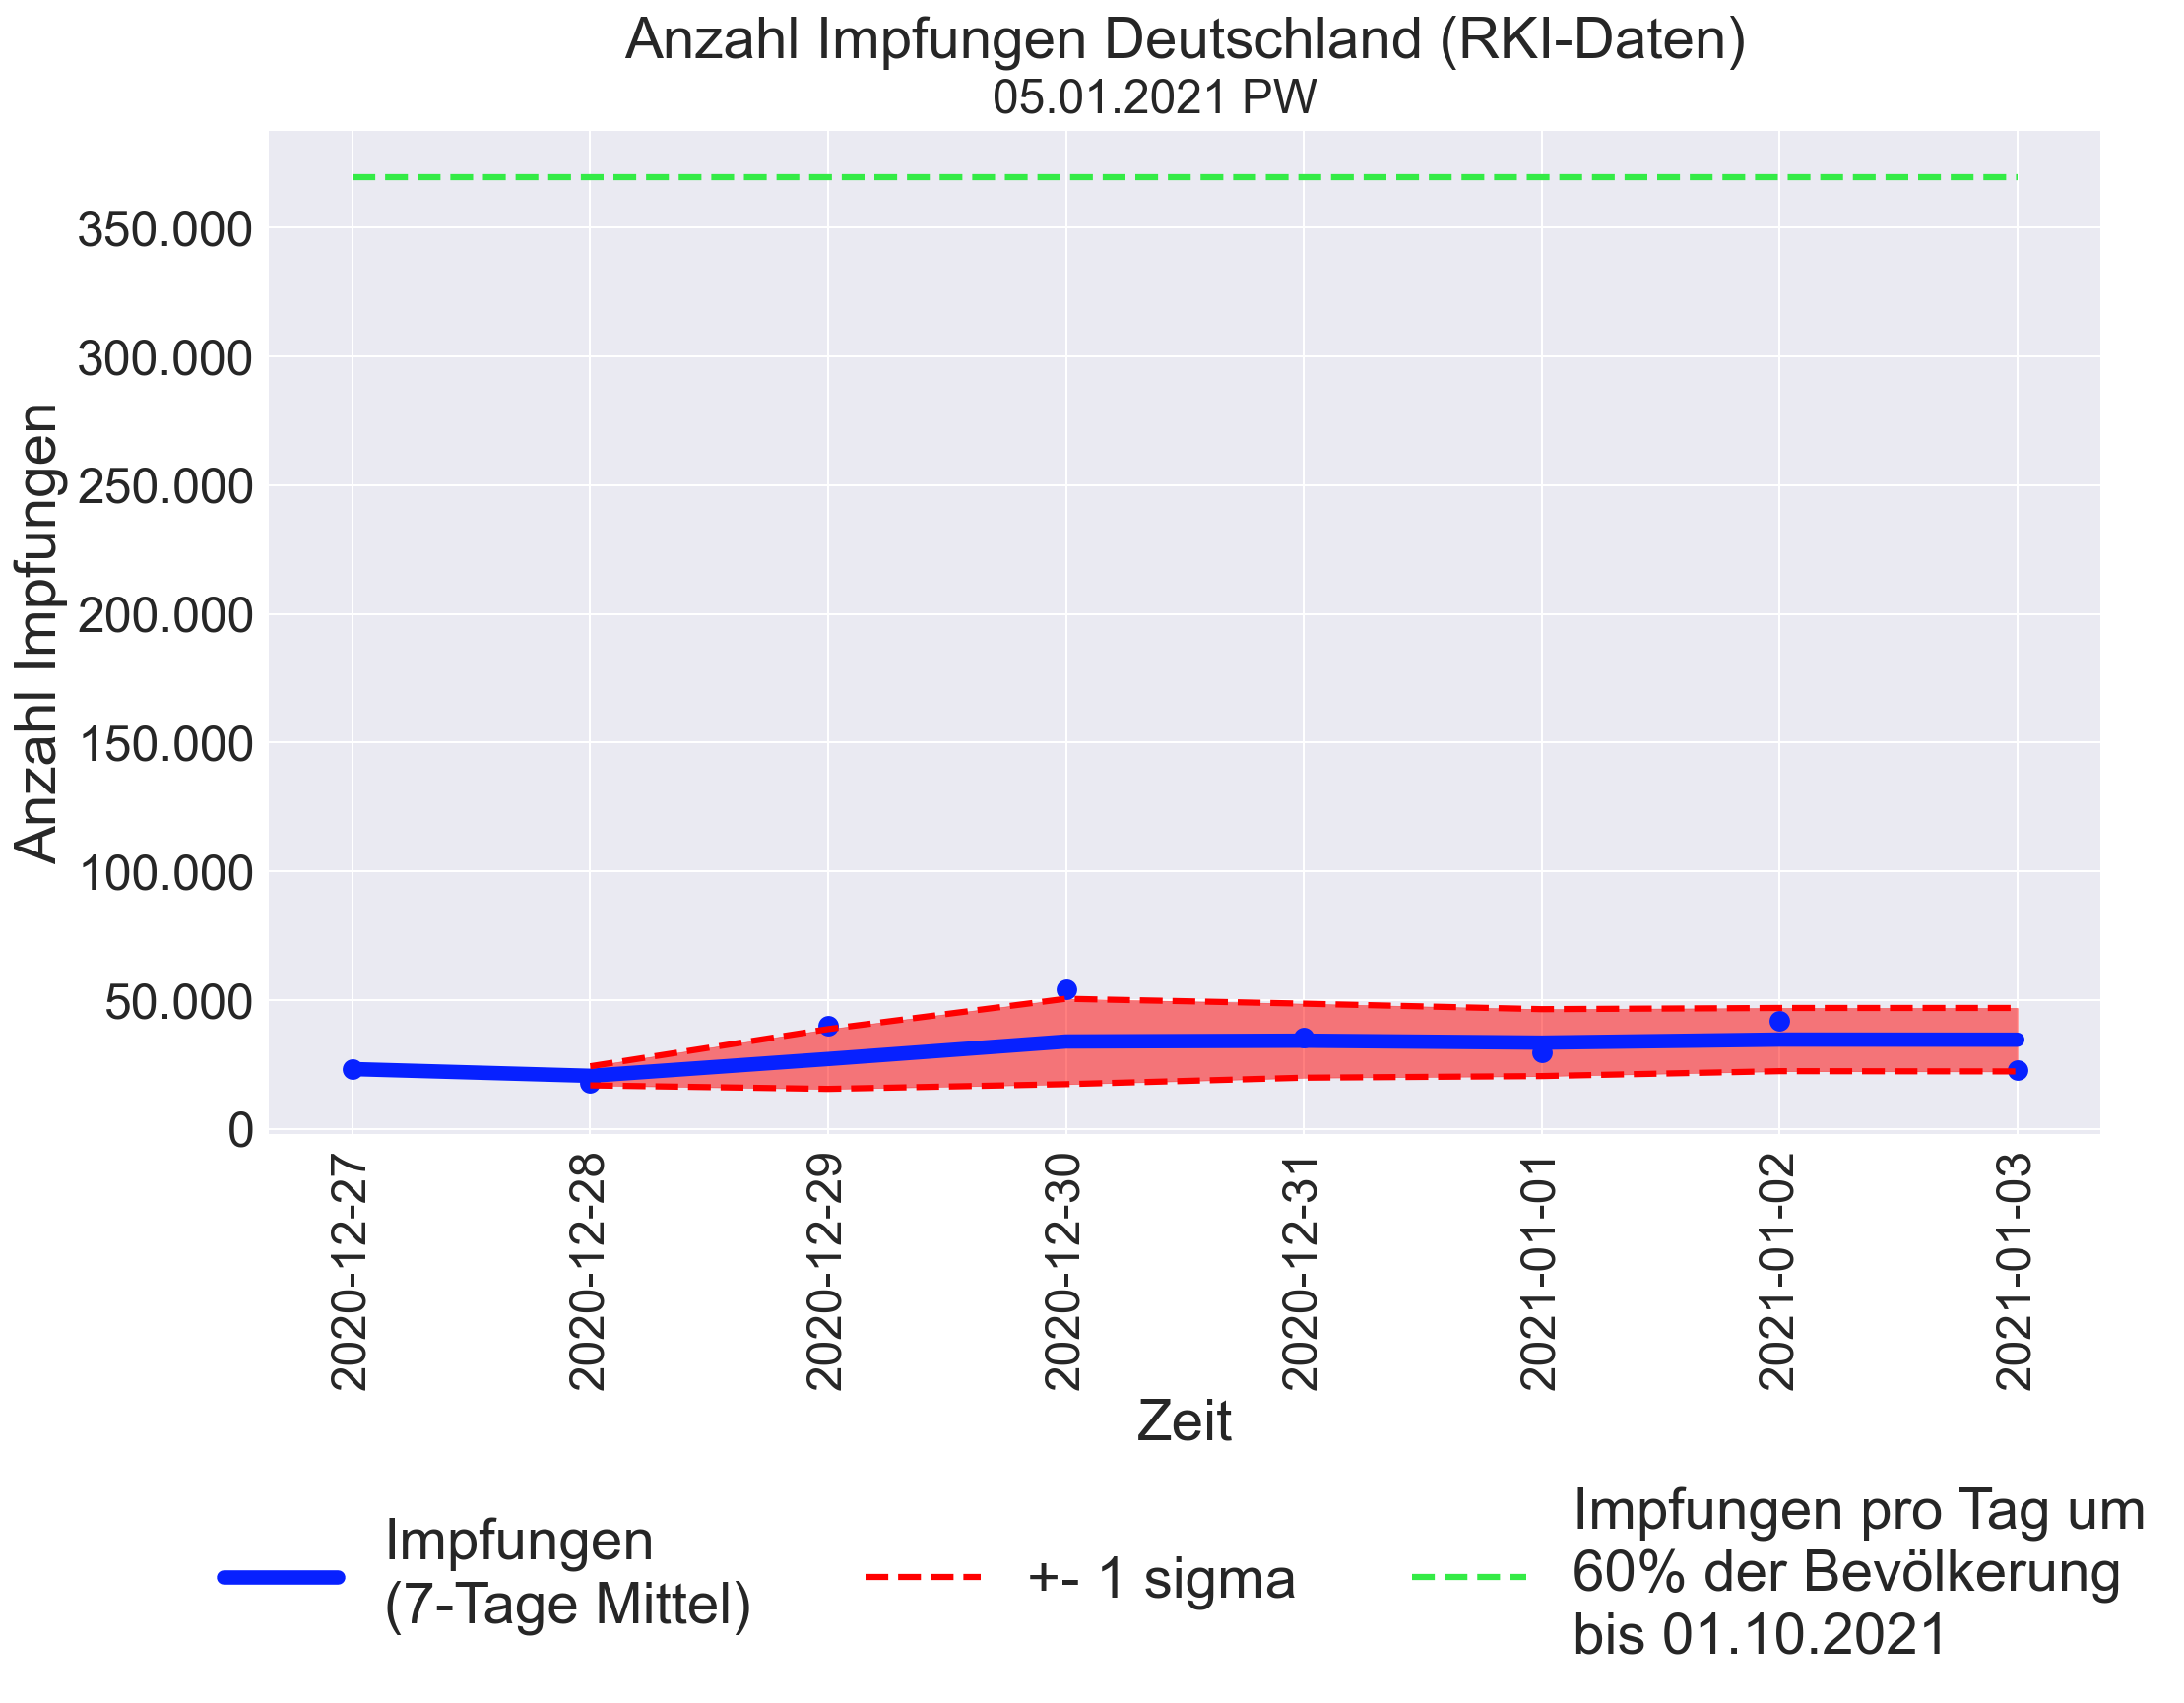 Anzahl Impfungen Deutschland (RKI-Daten)
05.01.2021 PW
Anzahl Impfungen
350.000
300.000
250.000
200.000
150.000
100.000
50.000
0
2020-12-27
2020-12-28
2020-12-29
2020-12-30
2020-12-31
2021-01-01
2021-01-02
2021-01-03
Zeit
Impfungen
(7-Tage Mittel)
+- 1 sigma
Impfungen pro Tag um
60% der Bevölkerung
bis 01.10.2021